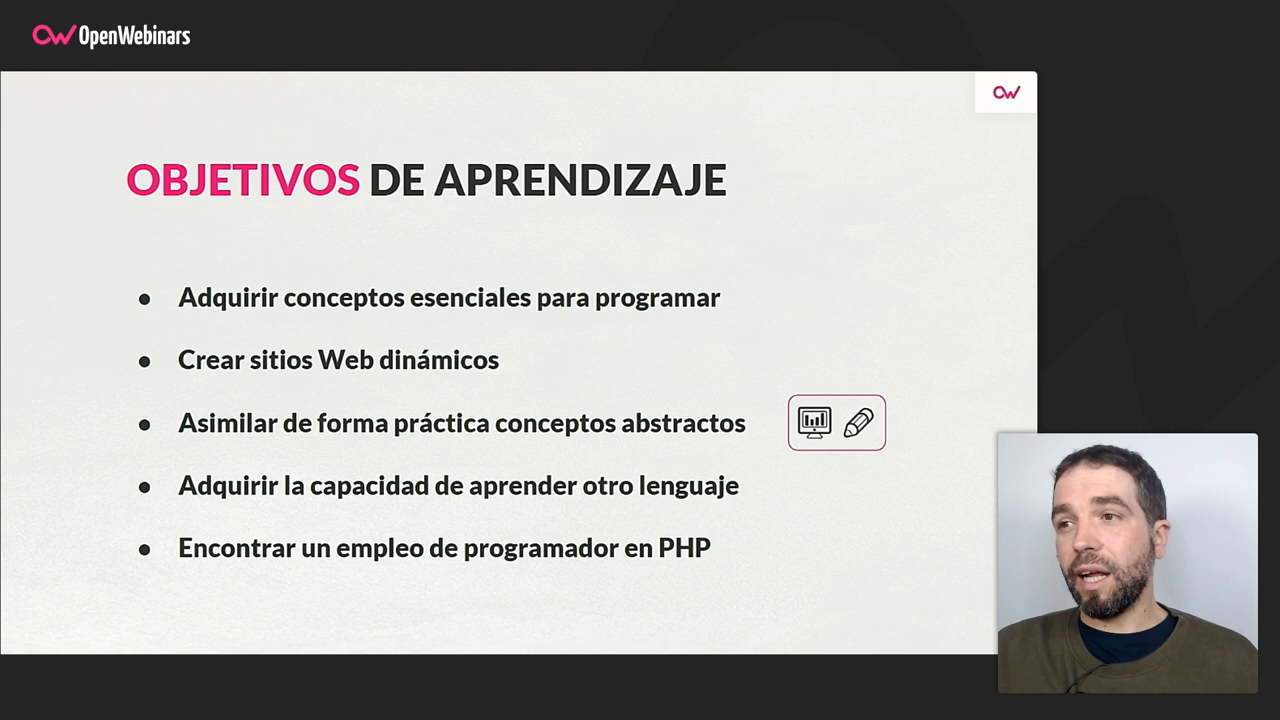 OpenWebinars
OBJETIVOS DE APRENDIZAJE
● Adquirir conceptos esenciales para programar
● Crear sitios Web dinámicos
● Asimilar de forma práctica conceptos abstractos
● Adquirir la capacidad de aprender otro lenguaje
● Encontrar un empleo de programador en PHP